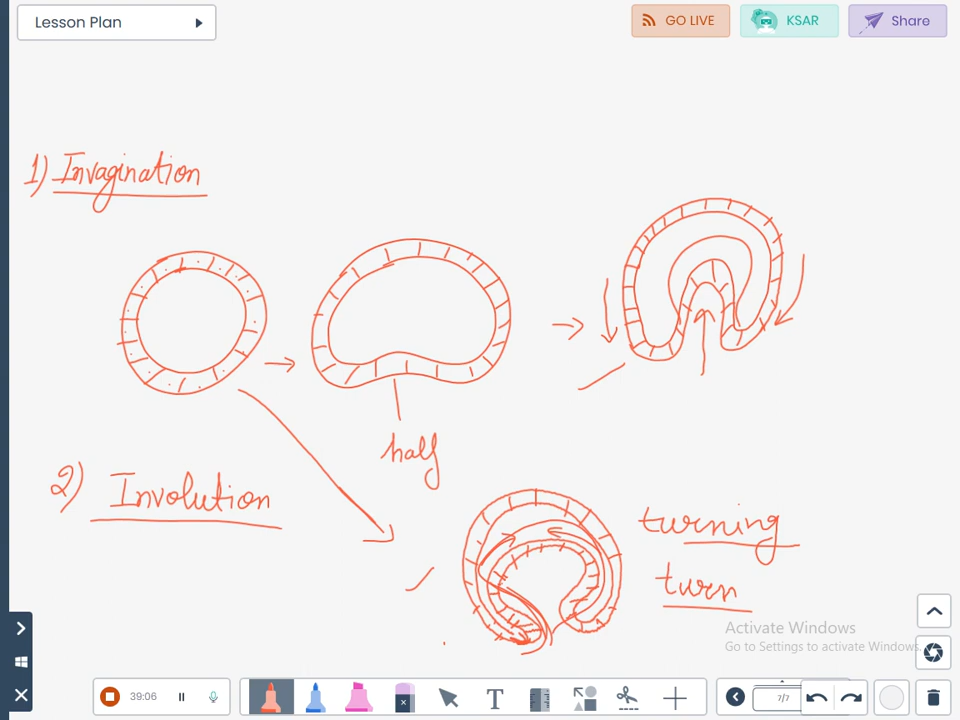 Lesson Plan
GO LIVE
KSAR
Share
1) Invagination
half
2) Involution
turning
turn
Activate Windows
Go to Settings to activate Windows.
39:06
T
7/7